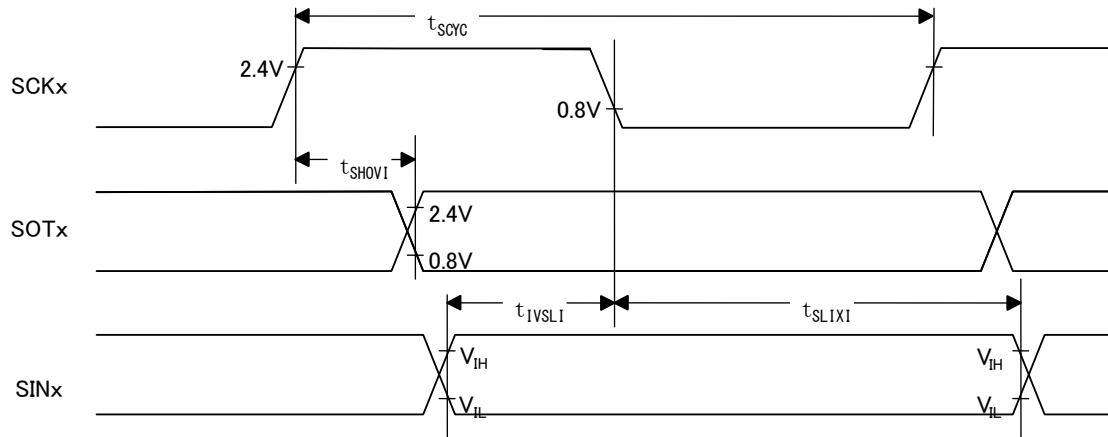 tSCYC
2.4V
SCKx
0.8V
tSHOVI
2.4V
SOTx
0.8V
tIVSLI tSLIXI
VIH VIH
SINx
VIL VIL